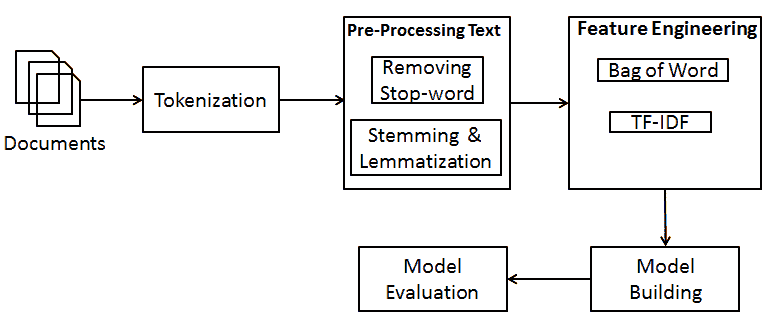 Documents
Tokenization
Pre-Processing Text
Removing
Stop-word
Stemming &
Lemmatization
Feature Engineering
Bag of Word
TF-IDF
Model
Building
Model
Evaluation